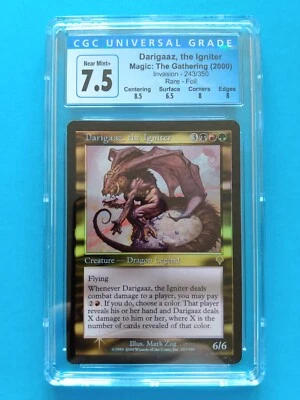 CGC UNIVERSAL GRADE
Near Mint+
7.5
Darigaaz, the Igniter
Magic: The Gathering (2000)
Invasion - 243/350
Rare - Foil
Centering Surface Corners Edges
8.5 6.5 8 8
Darigaaz, the Igniter
Creature — Dragon Legend
Flying
Whenever Darigaaz, the Igniter deals
combat damage to a player, you may pay
2. If you do, choose a color. That player
reveals his or her hand and Darigaaz deals
X damage to him or her, where X is the
number of cards revealed of that color.
Illus. Mark Zug
6/6